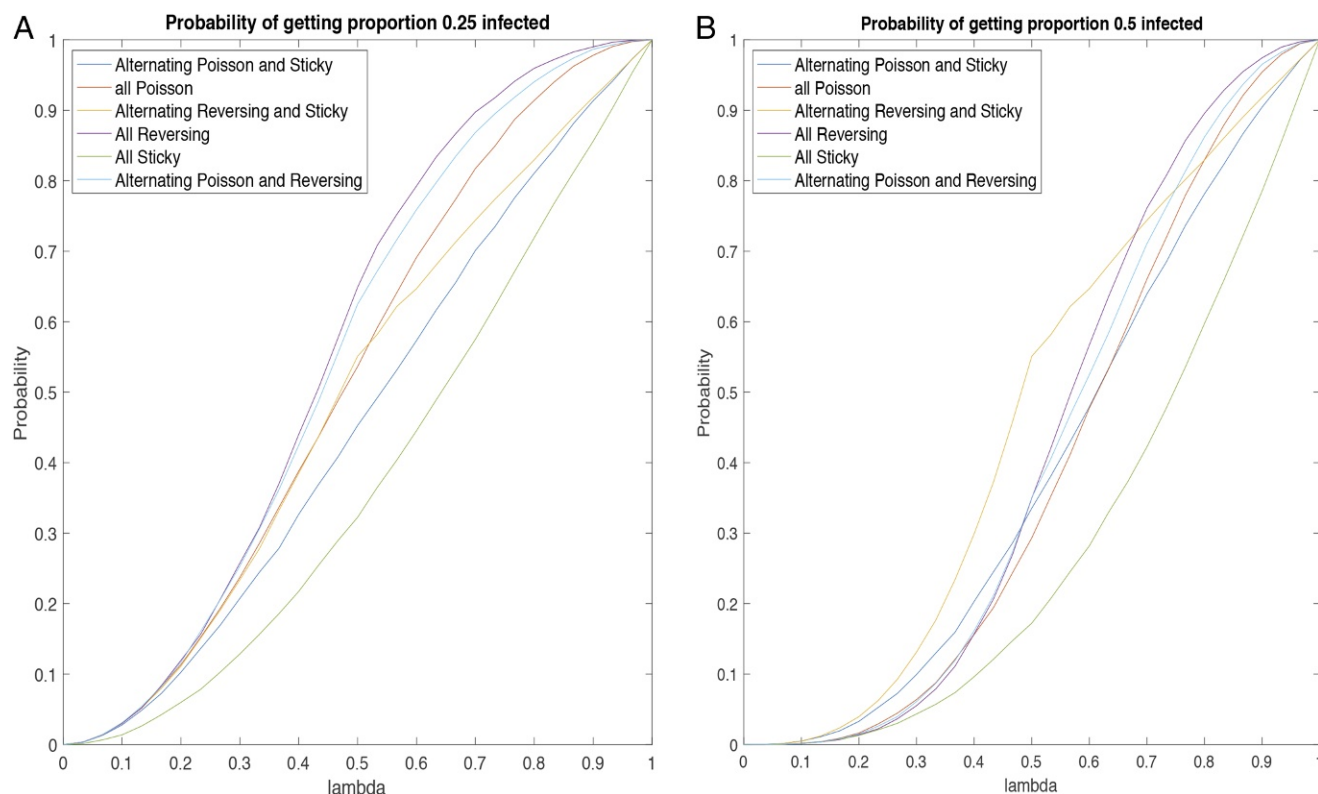 A
Probability of getting proportion 0.25 infected
Alternating Poisson and Sticky
all Poisson
Alternating Reversing and Sticky
All Reversing
All Sticky
Alternating Poisson and Reversing
Probability
1
0.9
0.8
0.7
0.6
0.5
0.4
0.3
0.2
0.1
0
0 0.1 0.2 0.3 0.4 0.5 0.6 0.7 0.8 0.9 1
lambda
B
Probability of getting proportion 0.5 infected
Alternating Poisson and Sticky
all Poisson
Alternating Reversing and Sticky
All Reversing
All Sticky
Alternating Poisson and Reversing
Probability
1
0.9
0.8
0.7
0.6
0.5
0.4
0.3
0.2
0.1
0
0 0.1 0.2 0.3 0.4 0.5 0.6 0.7 0.8 0.9
lambda